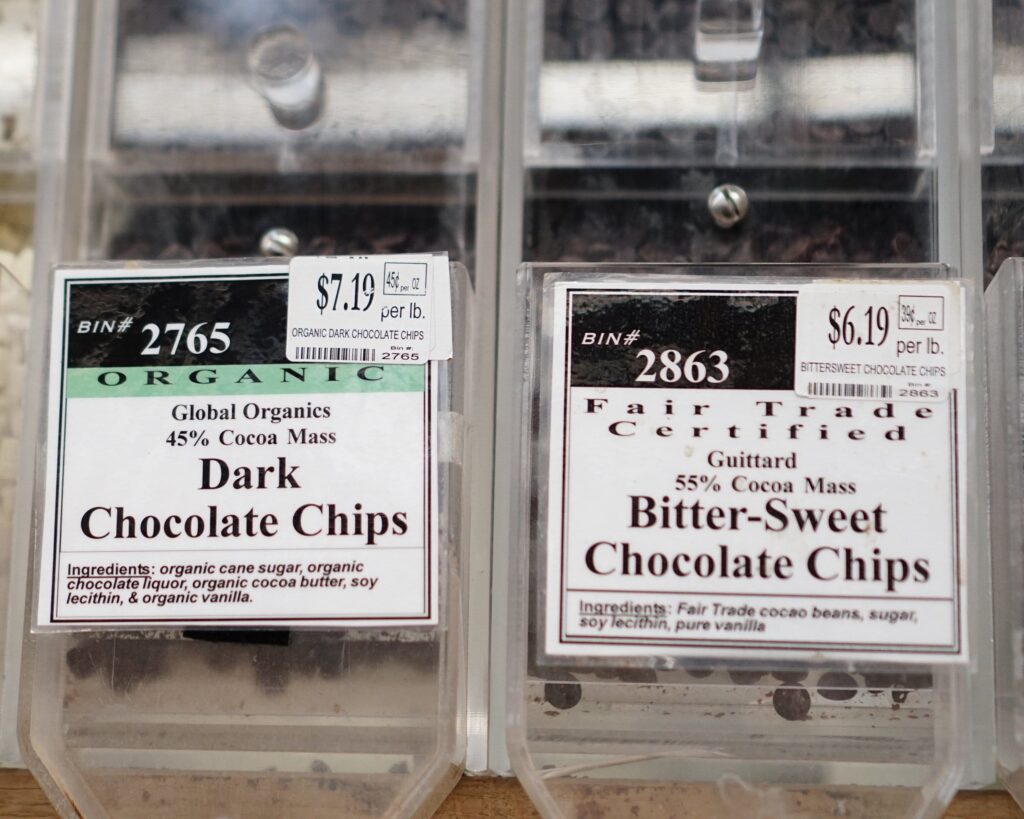 BIN# 2765
$7.19
45¢ per oz
per lb.
ORGANIC DARK CHOCOLATE CHIPS
Bin #:
2765
ORGANIC
Global Organics
45% Cocoa Mass
Dark
Chocolate Chips
Ingredients: organic cane sugar, organic
chocolate liquor, organic cocoa butter, soy
lecithin, & organic vanilla.
BIN# 2863
$6.19
39¢ per oz
per lb.
BITTERSWEET CHOCOLATE CHIPS
Bin #:
2863
Fair Trade
Certified
Guittard
55% Cocoa Mass
Bitter-Sweet
Chocolate Chips
Ingredients: Fair Trade cocao beans, sugar,
soy lecithin, pure vanilla